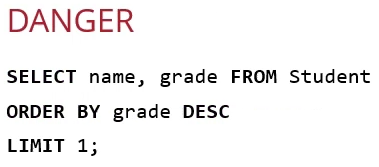 DANGER
SELECT name, grade FROM Student
ORDER BY grade DESC
LIMIT 1;